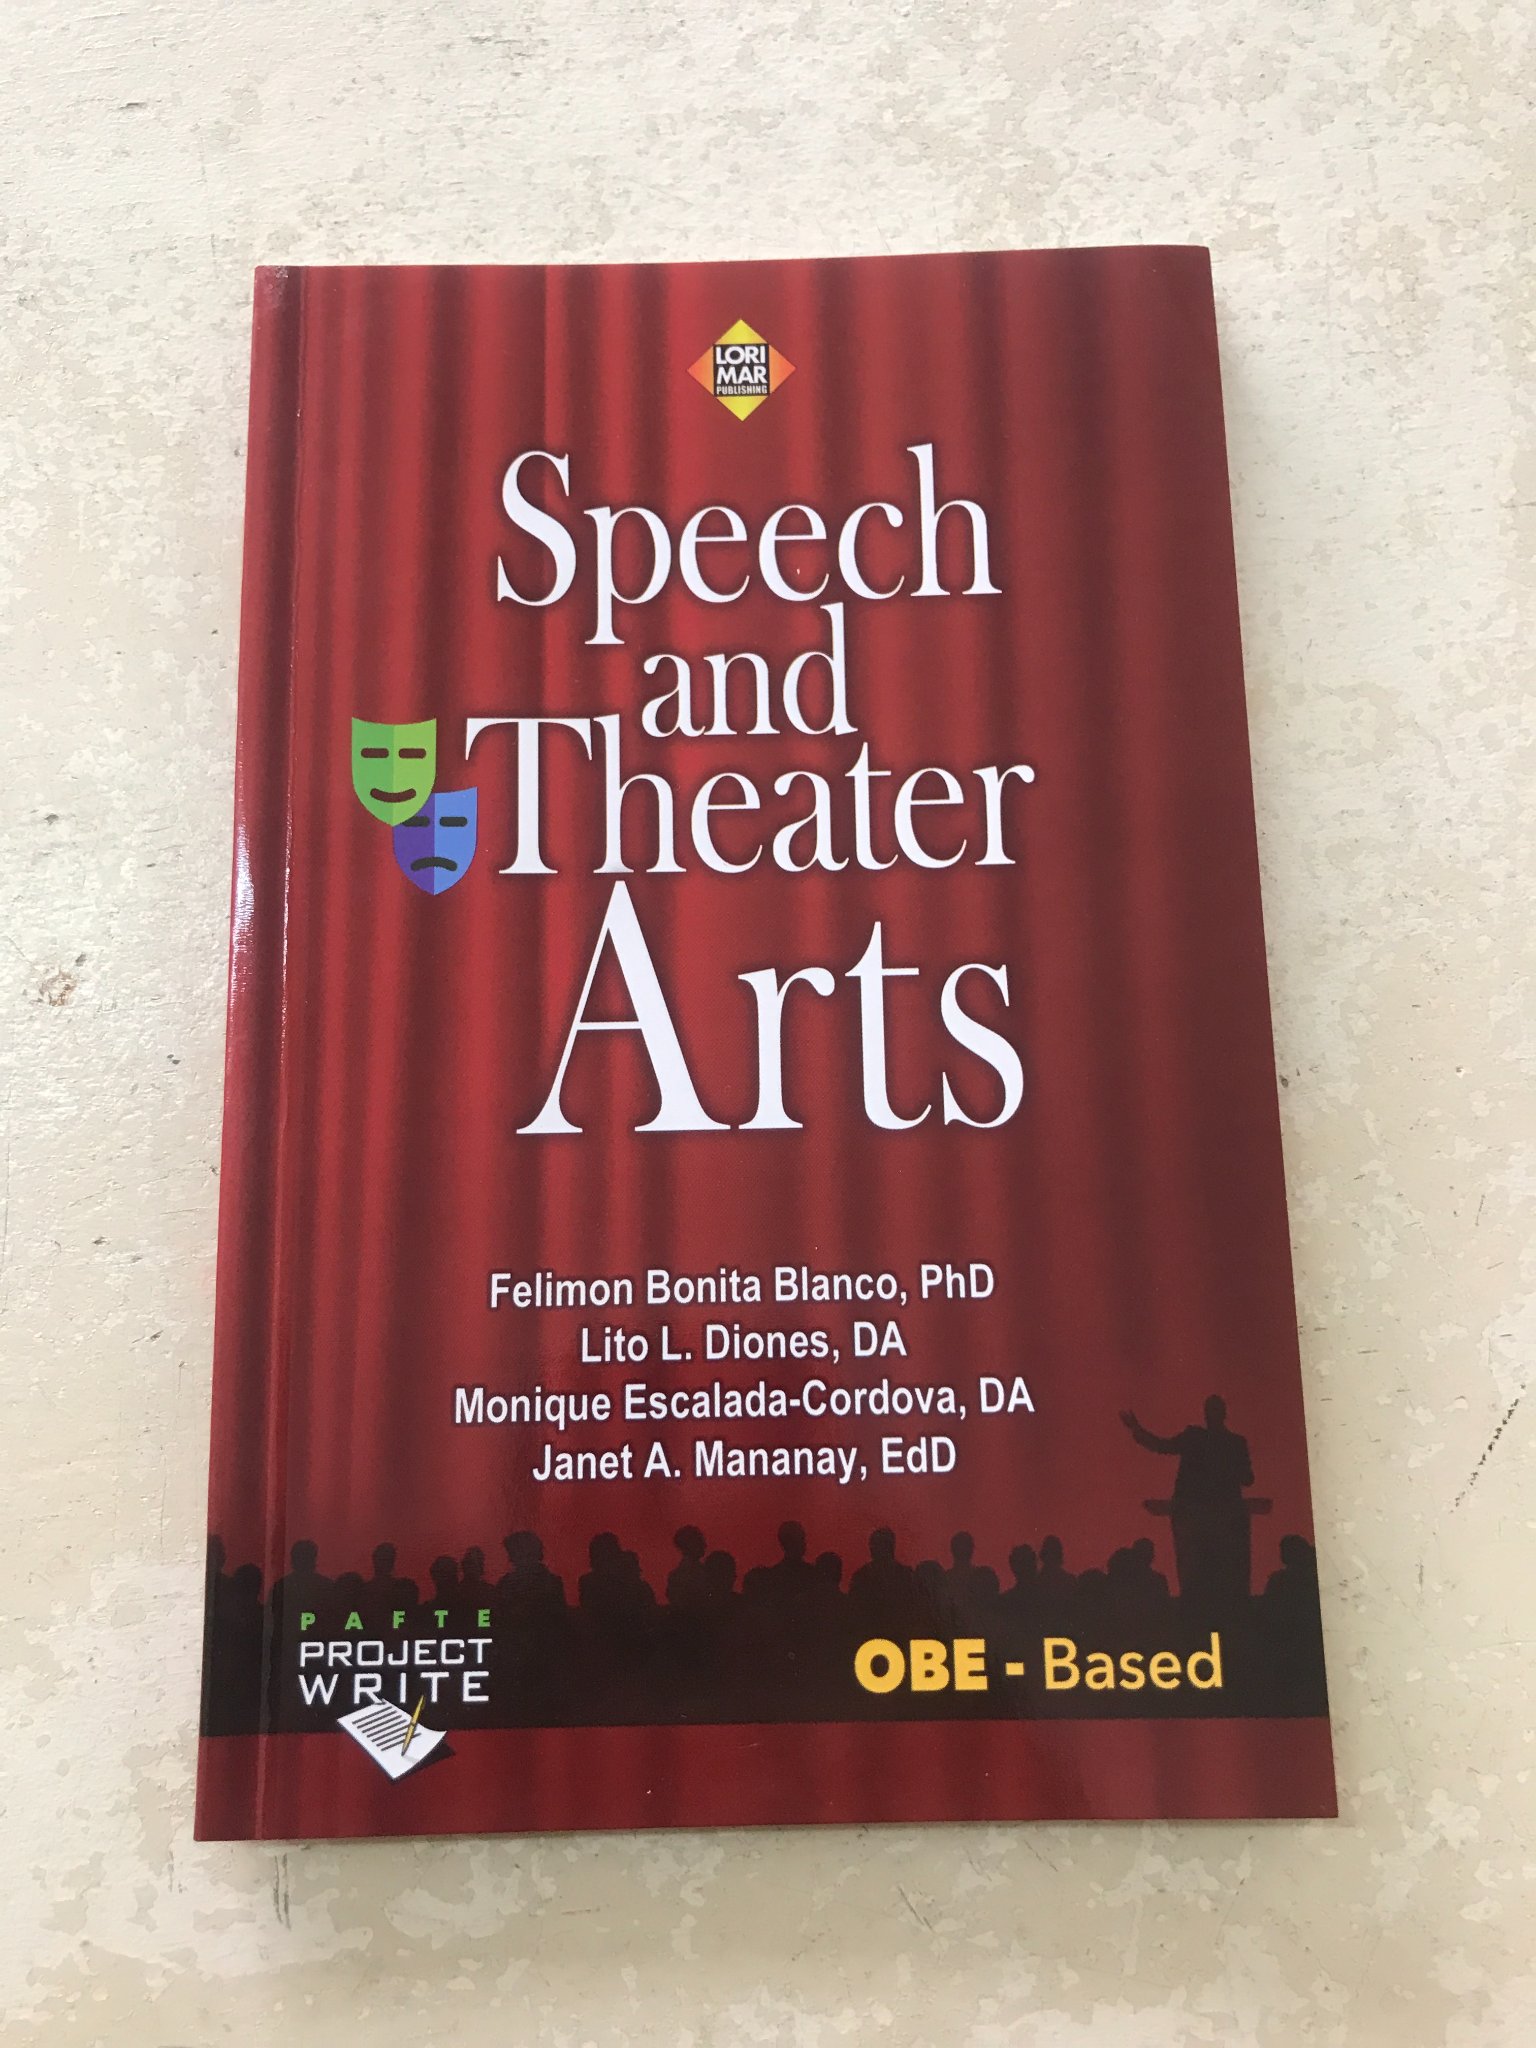 LORI
MAR
PUBLISHING
Speech
and
Theater
Arts
Felimon Bonita Blanco, PhD
Lito L. Diones, DA
Monique Escalada-Cordova, DA
Janet A. Mananay, EdD
PAFTE
PROJECT
WRITE
OBE - Based